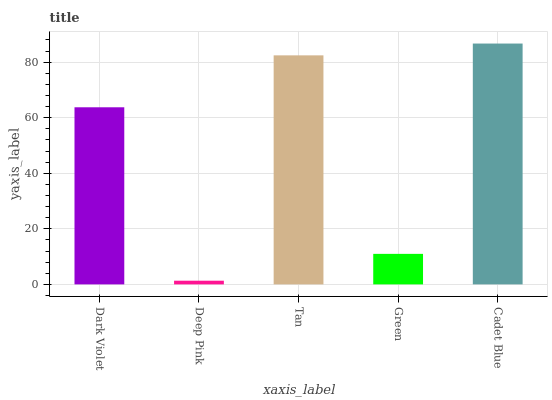 title
yaxis_label
80
60
40
20
0
Dark Violet
Deep Pink
Tan
Green
Cadet Blue
xaxis_label